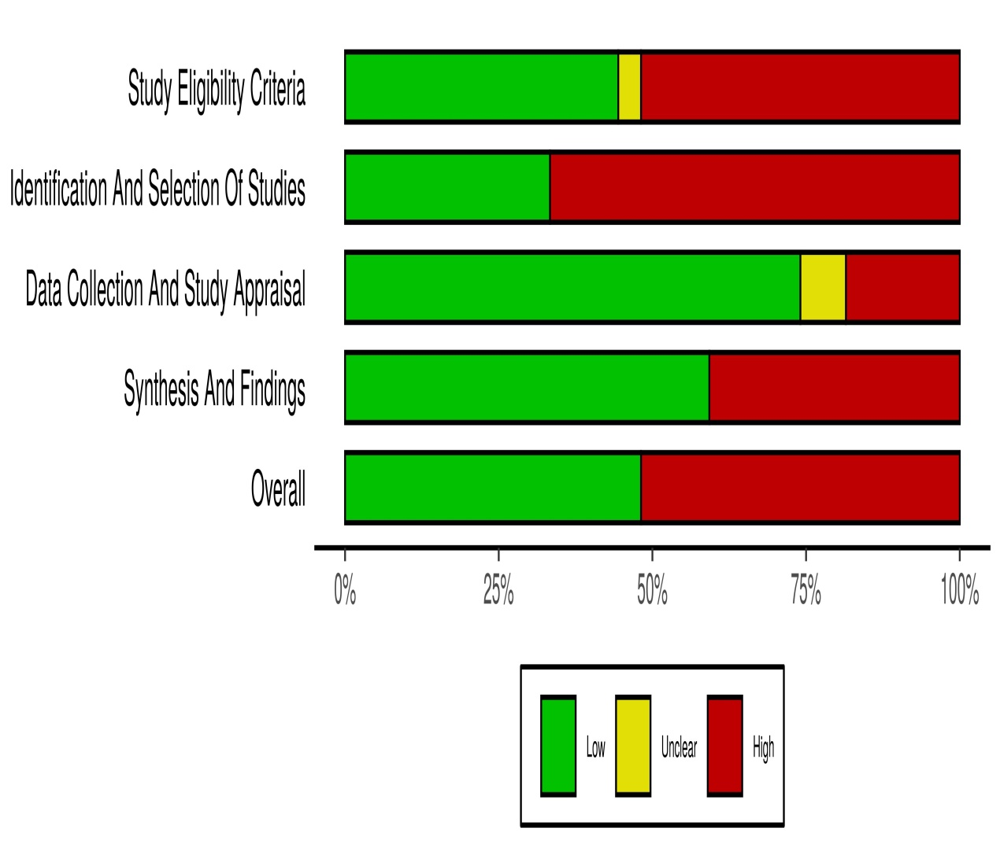 Study Eligibility Criteria
Identification And Selection Of Studies
Data Collection And Study Appraisal
Synthesis And Findings
Overall
0% 25% 50% 75% 100%
Low Unclear High